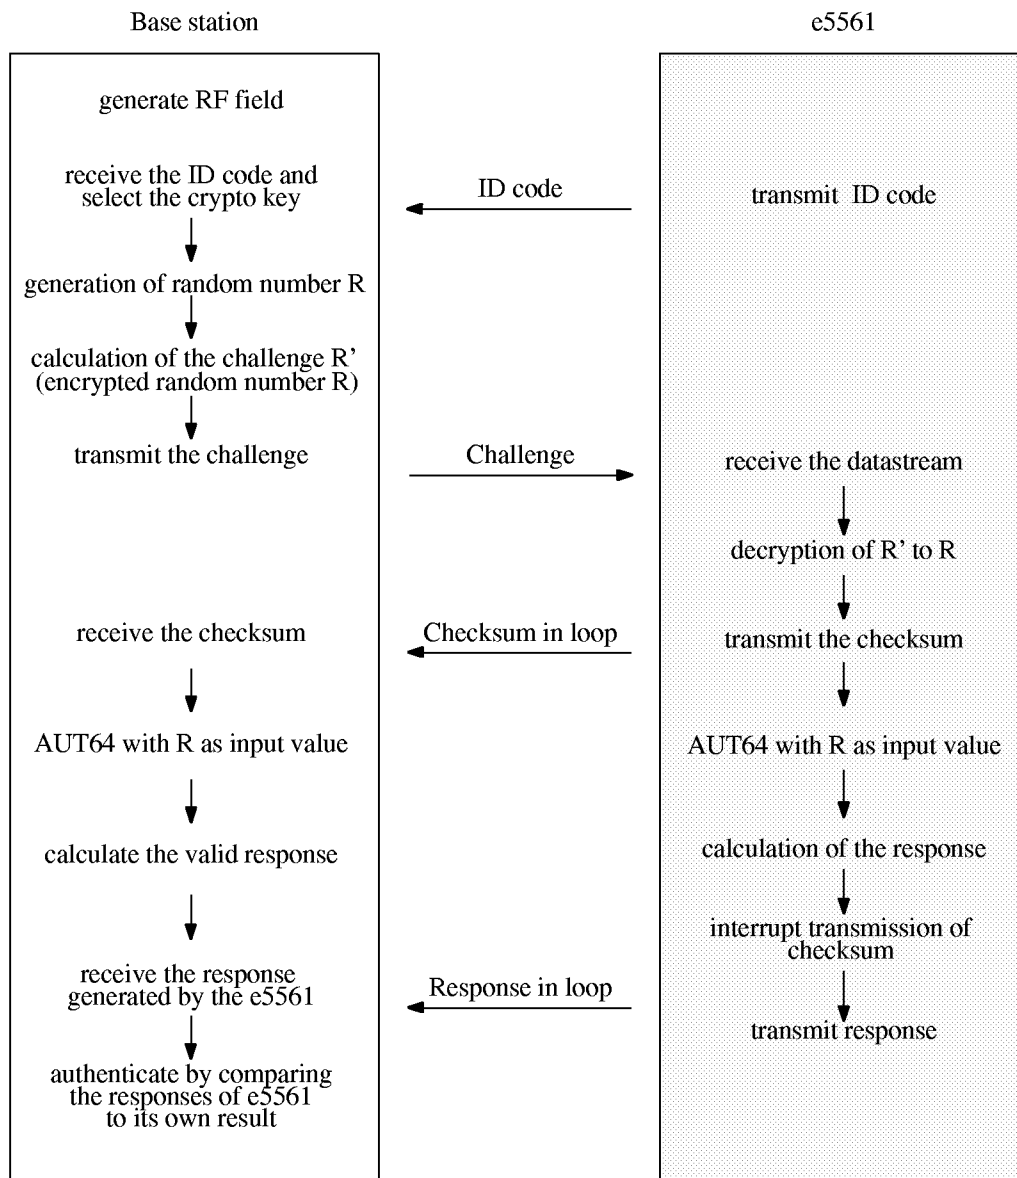 Base station
e5561
generate RF field
receive the ID code and
select the crypto key
ID code
transmit ID code
generation of random number R
calculation of the challenge R’
(encrypted random number R)
transmit the challenge
Challenge
receive the datastream
decryption of R’ to R
receive the checksum
Checksum in loop
transmit the checksum
AUT64 with R as input value
AUT64 with R as input value
calculate the valid response
calculation of the response
interrupt transmission of
checksum
receive the response
generated by the e5561
Response in loop
transmit response
authenticate by comparing
the responses of e5561
to its own result